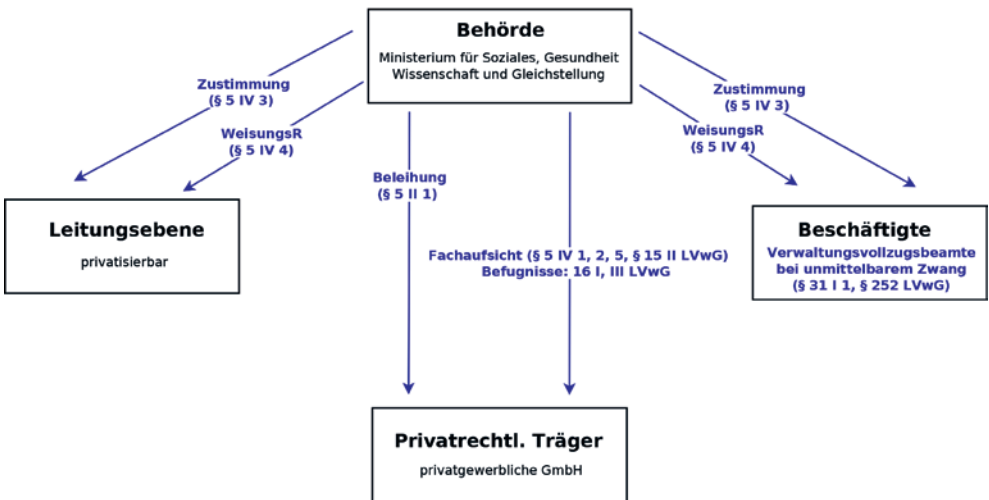 Behörde
Ministerium für Soziales, Gesundheit
Wissenschaft und Gleichstellung
Zustimmung
(§ 5 IV 3)
WeisungsR
(§ 5 IV 4)
Beleihung
(§ 5 II 1)
Zustimmung
(§ 5 IV 3)
WeisungsR
(§ 5 IV 4)
Leitungsebene
privatisierbar
Fachaufsicht (§ 5 IV 1, 2, 5, § 15 II LVwG)
Befugnisse: 16 I, III LVwG
Beschäftigte
Verwaltungsvollzugsbeamte
bei unmittelbarem Zwang
(§ 31 I 1, § 252 LVwG)
Privatrechtl. Träger
privatgewerbliche GmbH